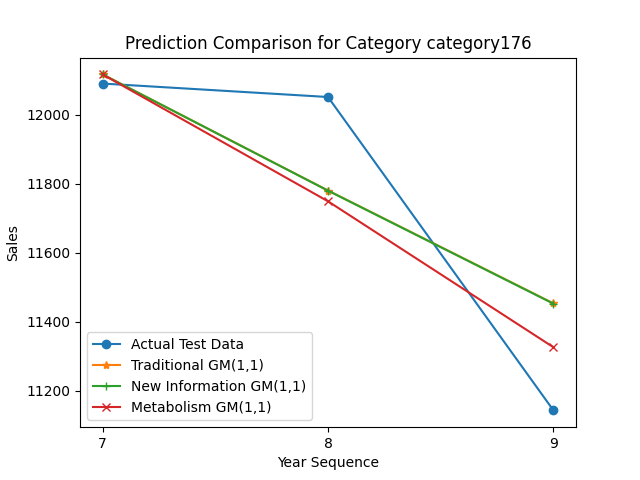 Prediction Comparison for Category category176
Sales
12000
11800
11600
11400
11200
Actual Test Data
Traditional GM(1,1)
New Information GM(1,1)
Metabolism GM(1,1)
7
8
9
Year Sequence